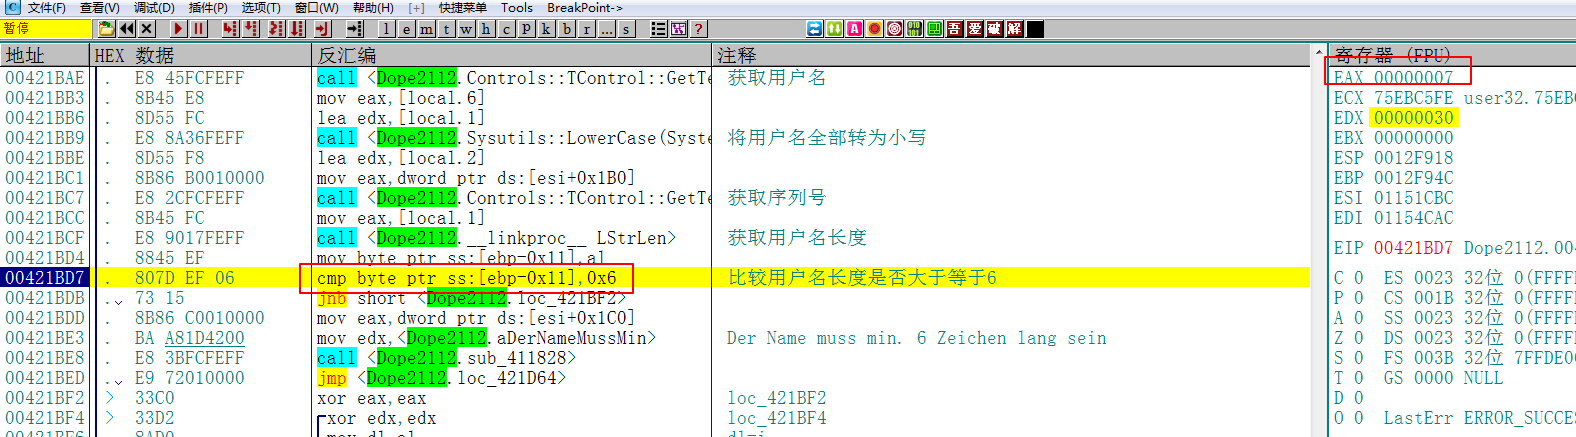 文件(F) 查看(V) 调试(D) 插件(P) 选项(T) 窗口(W) 帮助(H) [+] 快捷菜单 Tools BreakPoint->
暂停 l e m t w h c P k b r ... s ? A 吾 爱 破 解
地址 HEX 数据 反汇编 注释 寄存器 (FPU)
00421BAE . E8 45FCFEFF call <Dope2112.Controls::TControl::GetTe 获取用户名 EAX 00000007
00421BB3 . 8B45 E8 mov eax,[local.6] ECX 75EBC5FE user32.75EBC
00421BB6 . 8D55 FC lea edx,[local.1] EDX 00000030
00421BB9 . E8 8A36FEFF call <Dope2112.Sysutils::LowerCase(Syste 将用户名全部转为小写 EBX 00000000
00421BBE . 8D55 F8 lea edx,[local.2] ESP 0012F918
00421BC1 . 8B86 B0010000 mov eax,dword ptr ds:[esi+0x1B0] EBP 0012F94C
00421BC7 . E8 2CFCFEFF call <Dope2112.Controls::TControl::GetTe 获取序列号 ESI 01151CBC
00421BCC . 8B45 FC mov eax,[local.1] EDI 01154CAC
00421BCF . E8 9017FEFF call <Dope2112.__linkproc__ LStrLen> 获取用户名长度
00421BD4 . 8845 EF mov byte ptr ss:[ebp-0x11],al EIP 00421BD7 Dope2112.00
00421BD7 . 807D EF 06 cmp byte ptr ss:[ebp-0x11],0x6 比较用户名长度是否大于等于6 C 0 ES 0023 32位 0(FFFFF
00421BDB . 73 15 jnb short <Dope2112.loc_421BF2> P 0 CS 001B 32位 0(FFFFF
00421BDD . 8B86 C0010000 mov eax,dword ptr ds:[esi+0x1C0] A 0 SS 0023 32位 0(FFFFF
00421BE3 . BA A81D4200 mov edx,<Dope2112.aDerNameMussMin> Der Name muss min. 6 Zeichen lang sein Z 0 DS 0023 32位 0(FFFFF
00421BE8 . E8 3BFCFEFF call <Dope2112.sub_411828> S 0 FS 003B 32位 7FFDE00
00421BED . E9 72010000 jmp <Dope2112.loc_421D64> T 0 GS 0000 NULL
00421BF2 > 33C0 xor eax,eax loc_421BF2 D 0
00421BF4 > 33D2 xor edx,edx loc_421BF4 O 0 LastErr ERROR_SUCCES